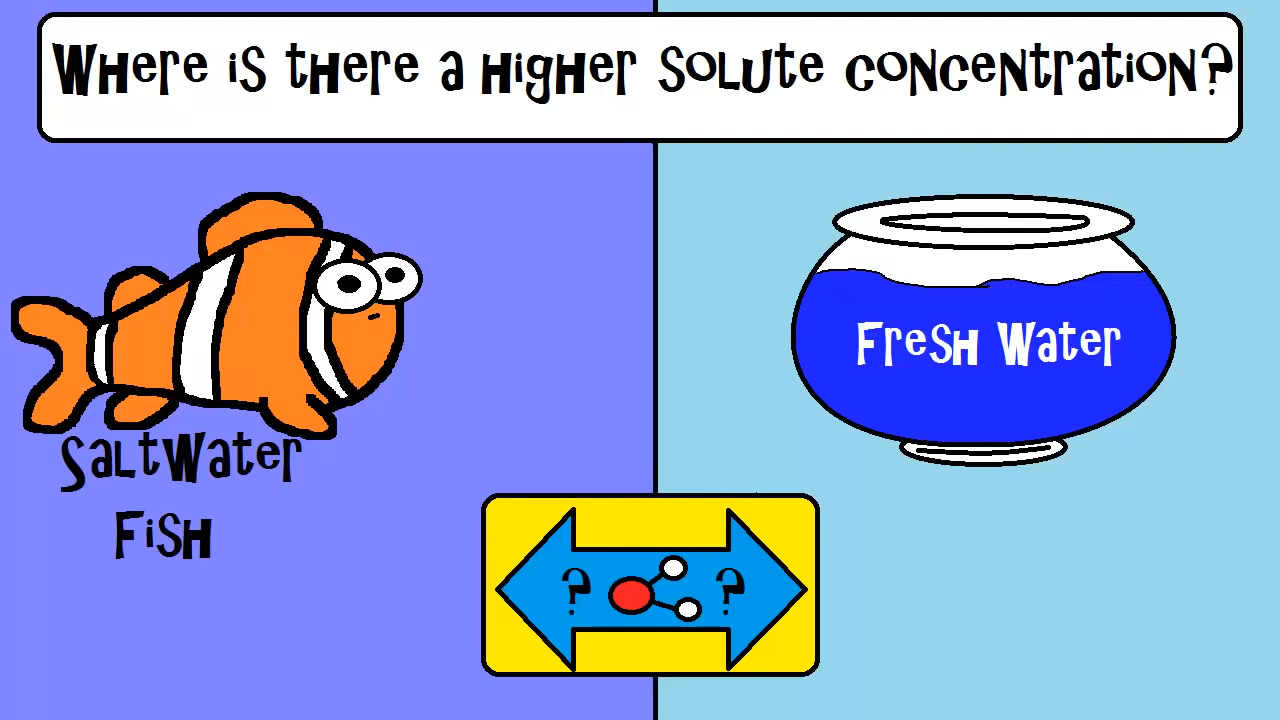 Where is there a higher solute concentration?
Fresh Water
Saltwater
Fish
? ?